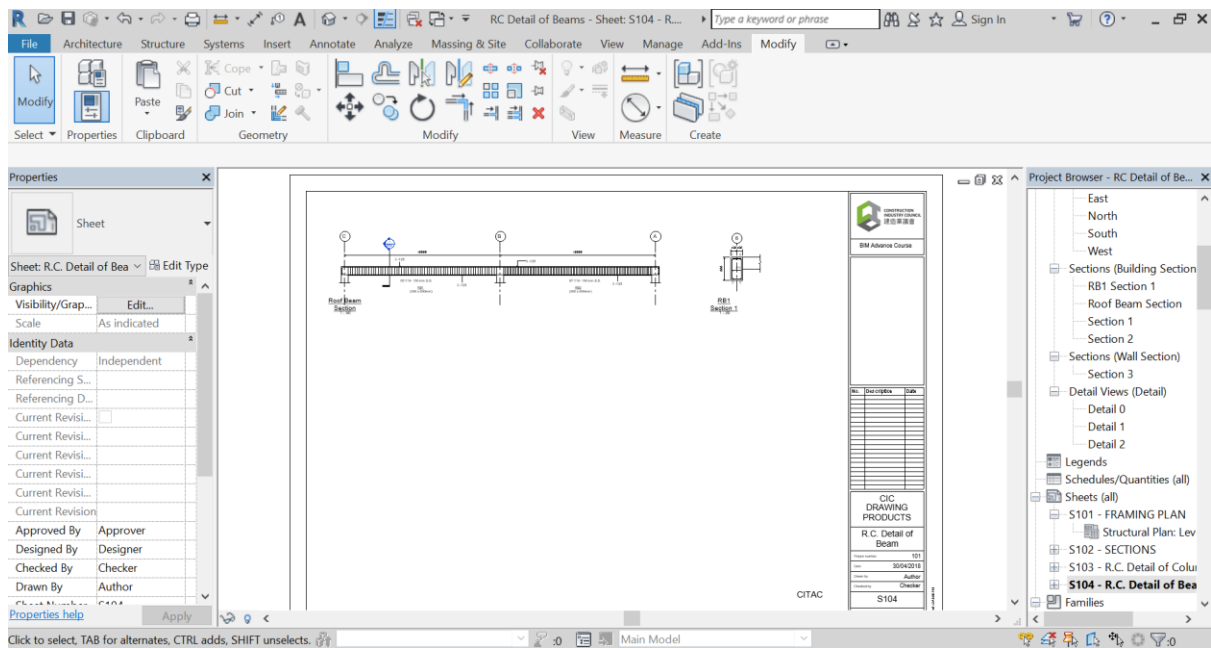 RC Detail of Beams - Sheet: S104 - R....
Type a keyword or phrase
Sign In
File Architecture Structure Systems Insert Annotate Analyze Massing & Site Collaborate View Manage Add-Ins Modify
Modify
Paste
Cope
Cut
Join
Select Properties Clipboard Geometry Modify View Measure Create
Properties
Sheet
Sheet: R.C. Detail of Bea Edit Type
Graphics
Visibility/Grap... Edit...
Scale As indicated
Identity Data
Dependency Independent
Referencing S...
Referencing D...
Current Revisi...
Current Revisi...
Current Revisi...
Current Revisi...
Current Revisi...
Current Revision
Approved By Approver
Designed By Designer
Checked By Checker
Drawn By Author
Sheet Number S104
Properties help Apply
C B A B
Roof Beam
Section
RB1
Section 1
CONSTRUCTION
INDUSTRY COUNCIL
建造業議會
BIM Advance Course
No. Description Date
CIC
DRAWING
PRODUCTS
R.C. Detail of
Beam
101
30/04/2018
Author
Checker
S104
CITAC
Project Browser - RC Detail of Be...
East
North
South
West
Sections (Building Section
RB1 Section 1
Roof Beam Section
Section 1
Section 2
Sections (Wall Section)
Section 3
Detail Views (Detail)
Detail 0
Detail 1
Detail 2
Legends
Schedules/Quantities (all)
Sheets (all)
S101 - FRAMING PLAN
Structural Plan: Lev
S102 - SECTIONS
S103 - R.C. Detail of Colu
S104 - R.C. Detail of Bea
Families
Click to select, TAB for alternates, CTRL adds, SHIFT unselects.
:0
Main Model
:0